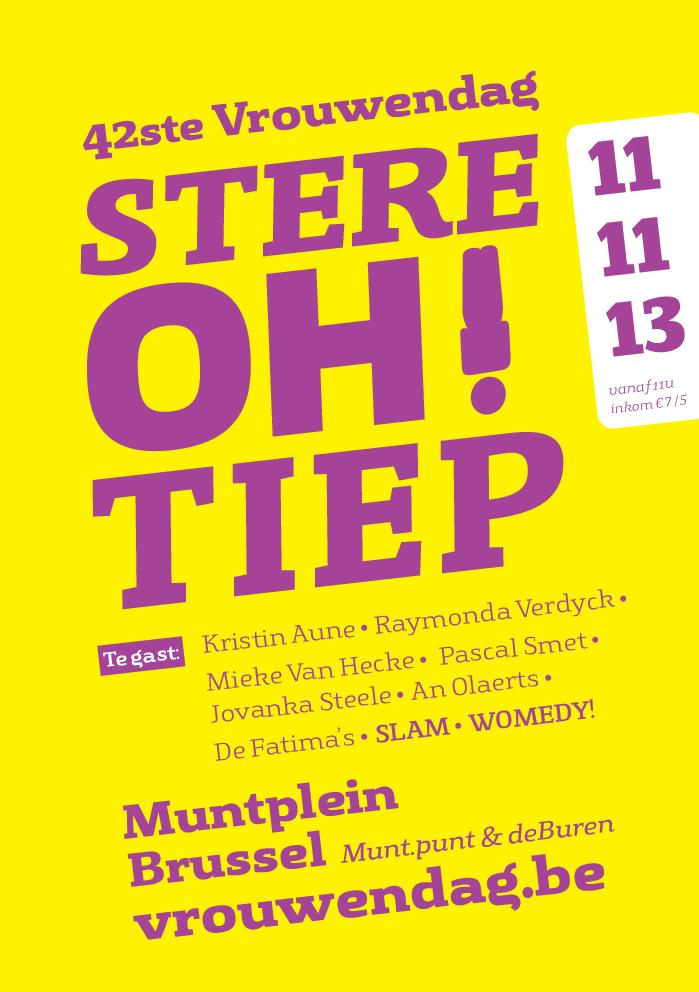 42ste Vrouwendag
STERE
OH!
TIEP
11
11
13
vanaf 11u
inkom €7/5
Te gast:
Kristin Aune • Raymonda Verdyck •
Mieke Van Hecke • Pascal Smet •
Jovanka Steele • An Olaerts •
De Fatima's • SLAM • WOMEDY!
Muntplein
Brussel Munt.punt & deBuren
vrouwendag.be